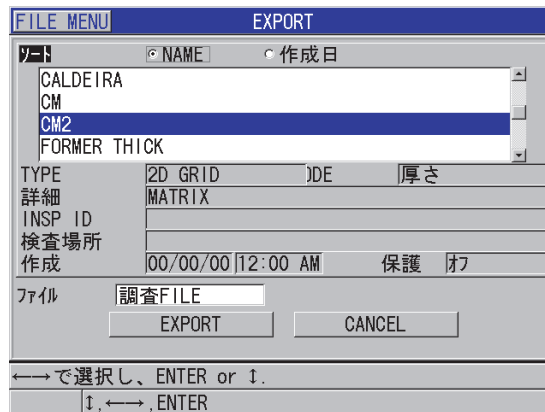 FILE MENU EXPORT
ソート NAME 作成日
CALDEIRA
CM
CM2
FORMER THICK
TYPE 2D GRID ODE 厚さ
詳細 MATRIX
INSP ID
検査場所
作成 00/00/00 12:00 AM 保護 オフ
ファイル 調査FILE
EXPORT CANCEL
←→で選択し、ENTER or ↕.
↕,←→,ENTER